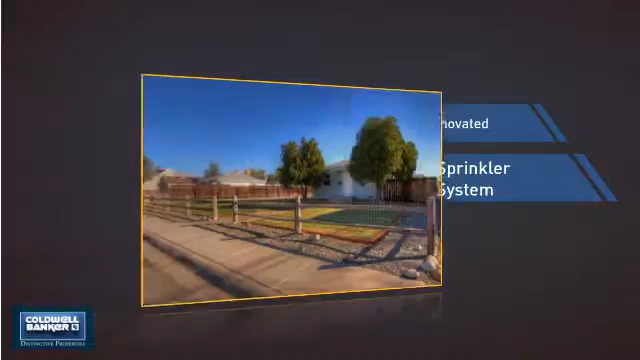 novated
Sprinkler
System
COLDWELL
BANKER
DISTINCTIVE PROPERTIES